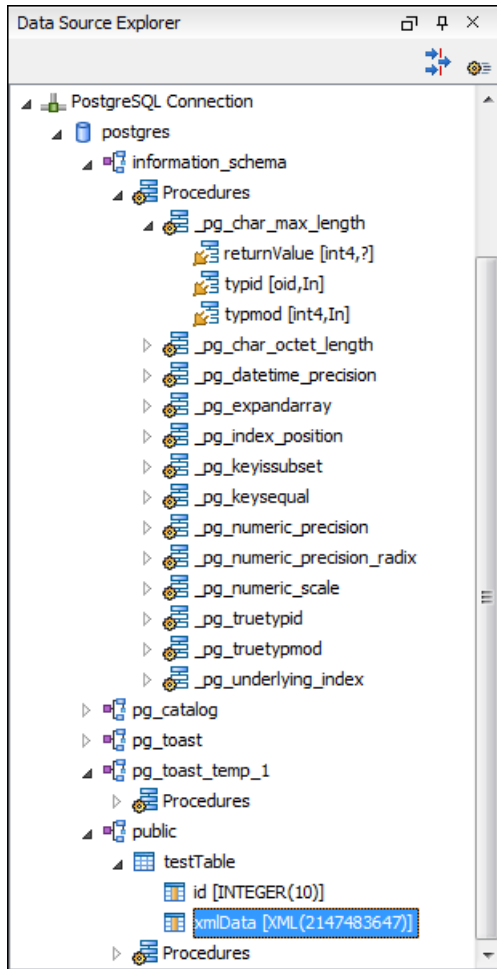 Data Source Explorer
PostgreSQL Connection
postgres
information_schema
Procedures
_pg_char_max_length
returnValue [int4,?]
typid [oid,In]
typmod [int4,In]
_pg_char_octet_length
_pg_datetime_precision
_pg_expandarray
_pg_index_position
_pg_keyissubset
_pg_keysequal
_pg_numeric_precision
_pg_numeric_precision_radix
_pg_numeric_scale
_pg_truetypid
_pg_truetypmod
_pg_underlying_index
pg_catalog
pg_toast
pg_toast_temp_1
Procedures
public
testTable
id [INTEGER(10)]
xmlData [XML(2147483647)]
Procedures